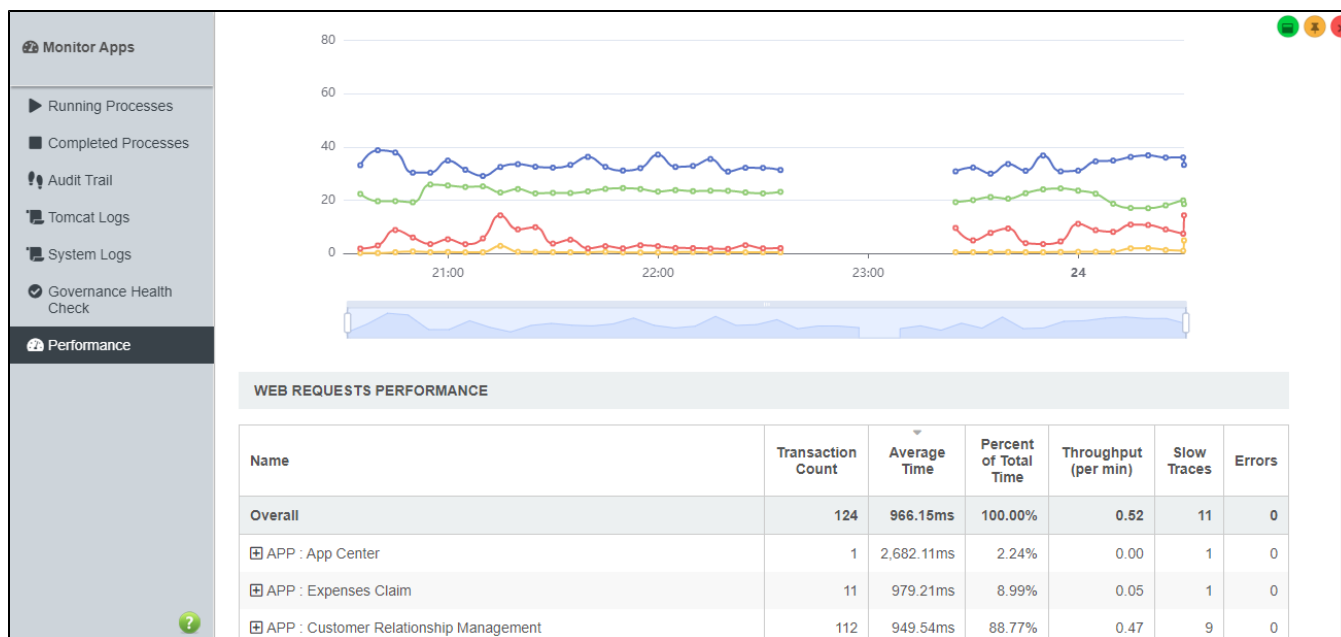 Monitor Apps
Running Processes
Completed Processes
Audit Trail
Tomcat Logs
System Logs
Governance Health
Check
Performance
80
60
40
20
0
21:00
22:00
23:00
24
WEB REQUESTS PERFORMANCE
Name
Transaction
Count
Average
Time
Percent
of Total
Time
Throughput
(per min)
Slow
Traces
Errors
Overall 124 966.15ms 100.00% 0.52 11 0
APP : App Center 1 2,682.11ms 2.24% 0.00 1 0
APP : Expenses Claim 11 979.21ms 8.99% 0.05 1 0
APP : Customer Relationship Management 112 949.54ms 88.77% 0.47 9 0
?